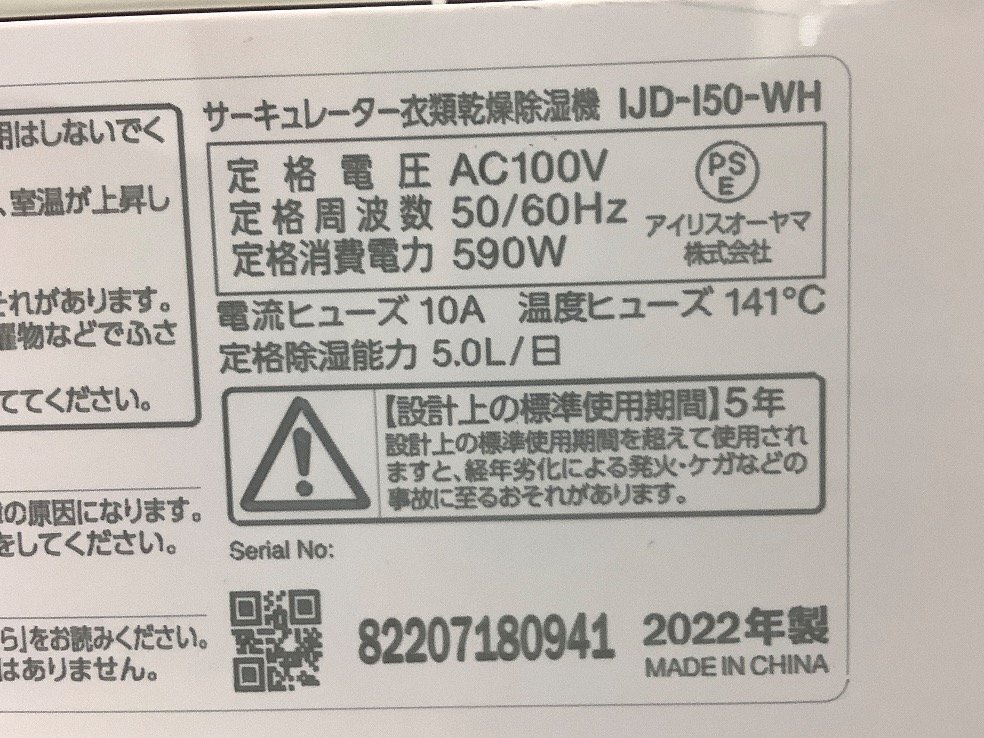 用はしないでく
、室温が上昇し
それがあります。
濯物などでふさ
ててください。
の原因になります。
をしてください。
ら」をお読みください。
はありません。
サーキュレーター衣類乾燥除湿機 IJD-I50-WH
定格電圧 AC100V
定格周波数 50/60Hz
定格消費電力 590W
PS
E
アイリスオーヤマ
株式会社
電流ヒューズ 10A 温度ヒューズ 141°C
定格除湿能力 5.0L/日
【設計上の標準使用期間】5年
設計上の標準使用期間を超えて使用され
ますと、経年劣化による発火・ケガなどの
事故に至るおそれがあります。
Serial No:
82207180941
2022年製
MADE IN CHINA